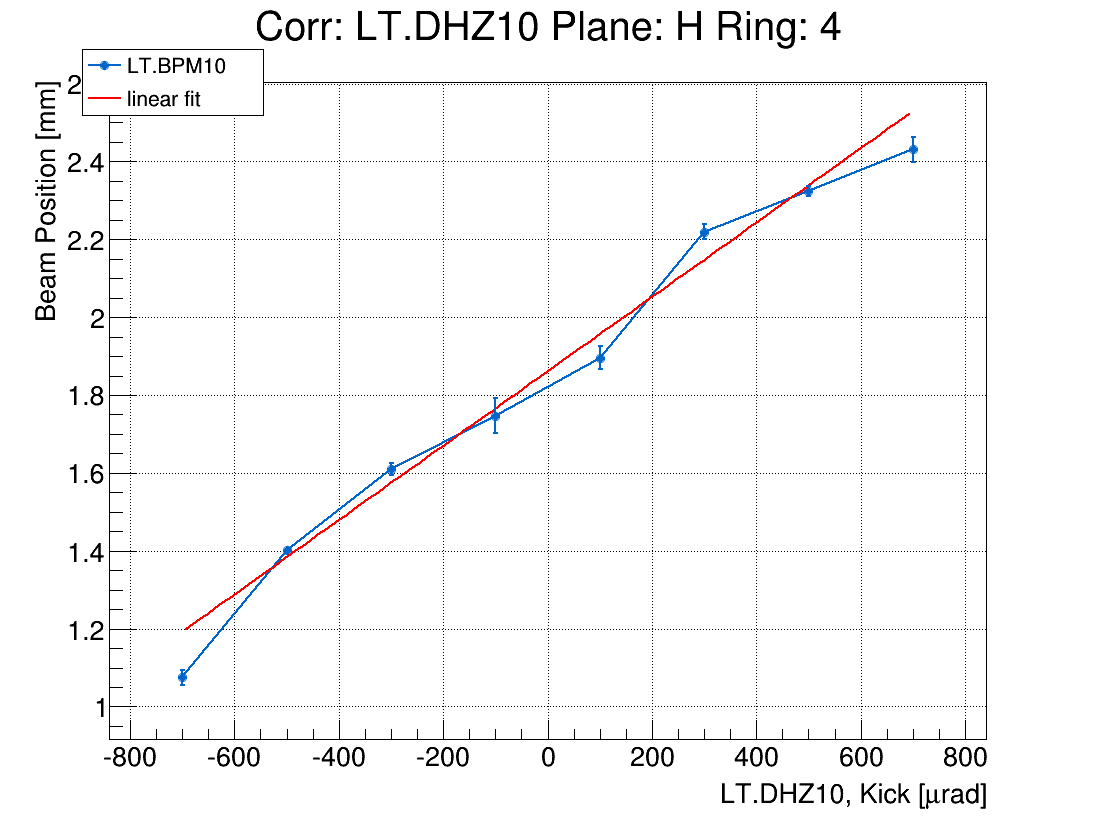 Corr: LT.DHZ10 Plane: H Ring: 4
LT.BPM10
linear fit
Beam Position [mm]
2
2.4
2.2
2
1.8
1.6
1.4
1.2
1
-800 -600 -400 -200 0 200 400 600 800
LT.DHZ10, Kick [μrad]